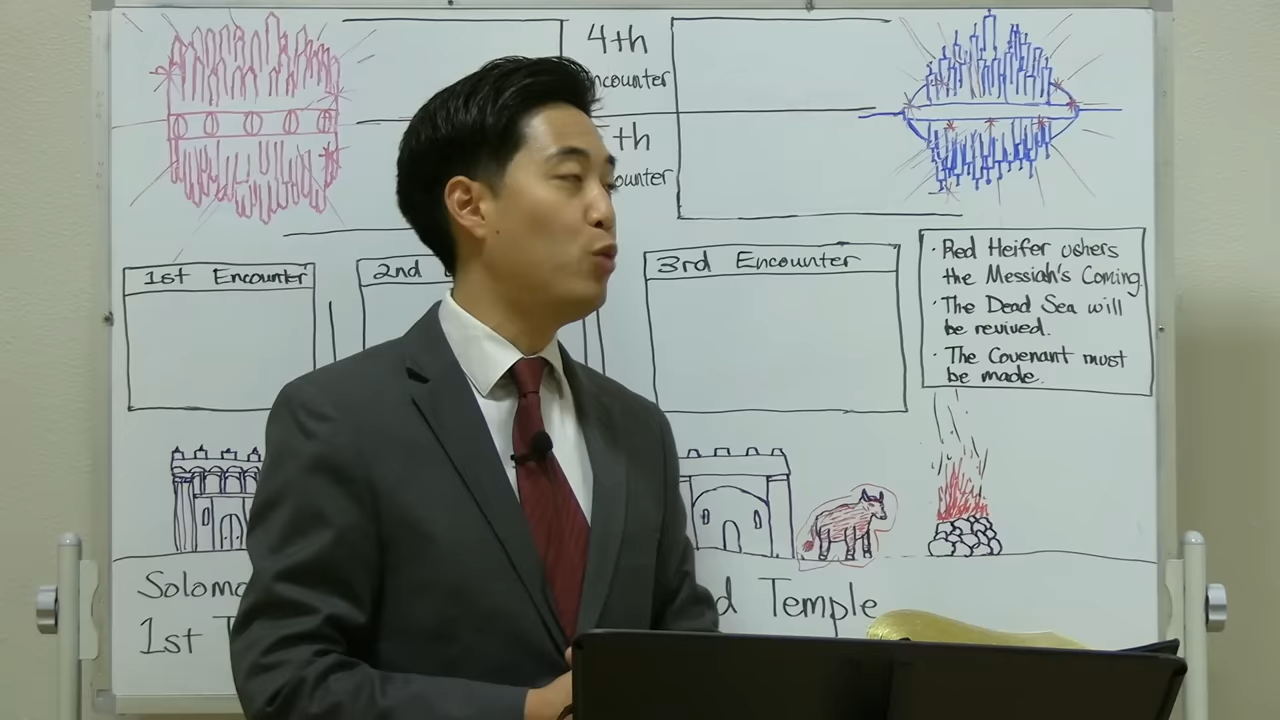 4th
ncounter
th
ounter
1st Encounter
2nd
3rd Encounter
· Red Heifer ushers
the Messiah's Coming.
· The Dead Sea will
be revived.
· The Covenant must
be made.
Solomo
1st T
d Temple